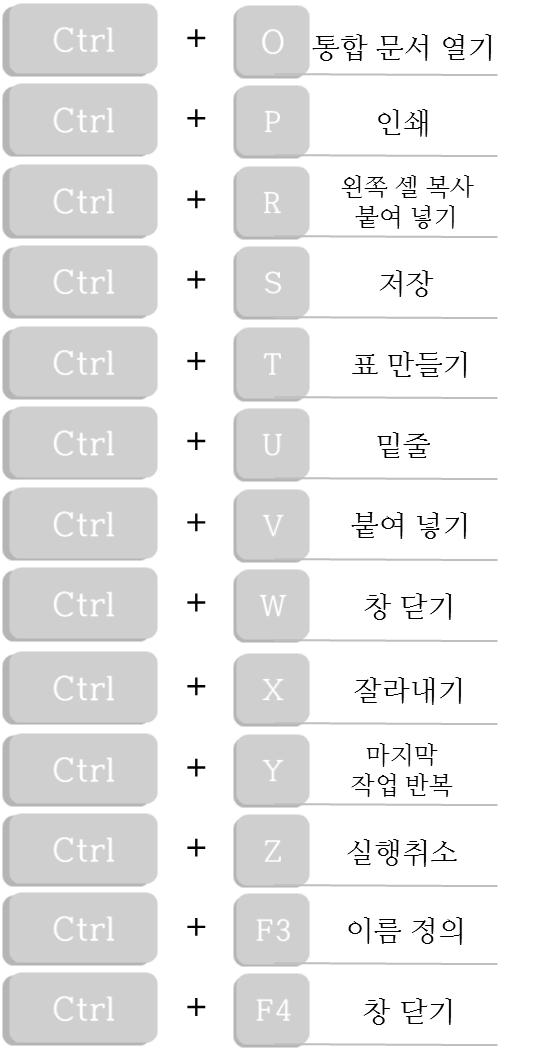 Ctrl + O 통합 문서 열기
Ctrl + P 인쇄
Ctrl + R 왼쪽 셀 복사
붙여 넣기
Ctrl + S 저장
Ctrl + T 표 만들기
Ctrl + U 밑줄
Ctrl + V 붙여 넣기
Ctrl + W 창 닫기
Ctrl + X 잘라내기
Ctrl + Y 마지막
작업 반복
Ctrl + Z 실행취소
Ctrl + F3 이름 정의
Ctrl + F4 창 닫기